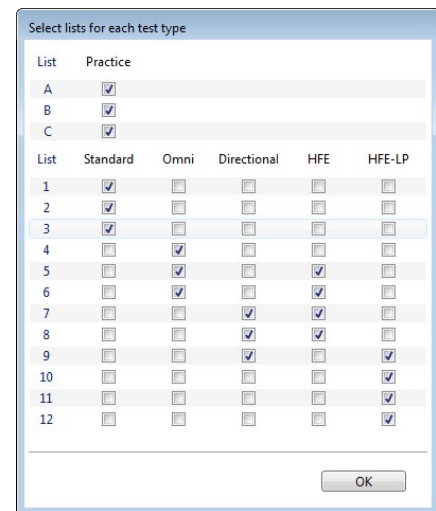 Select lists for each test type
List Practice
A
B
C
List Standard Omni Directional HFE HFE-LP
1
2
3
4
5
6
7
8
9
10
11
12
OK